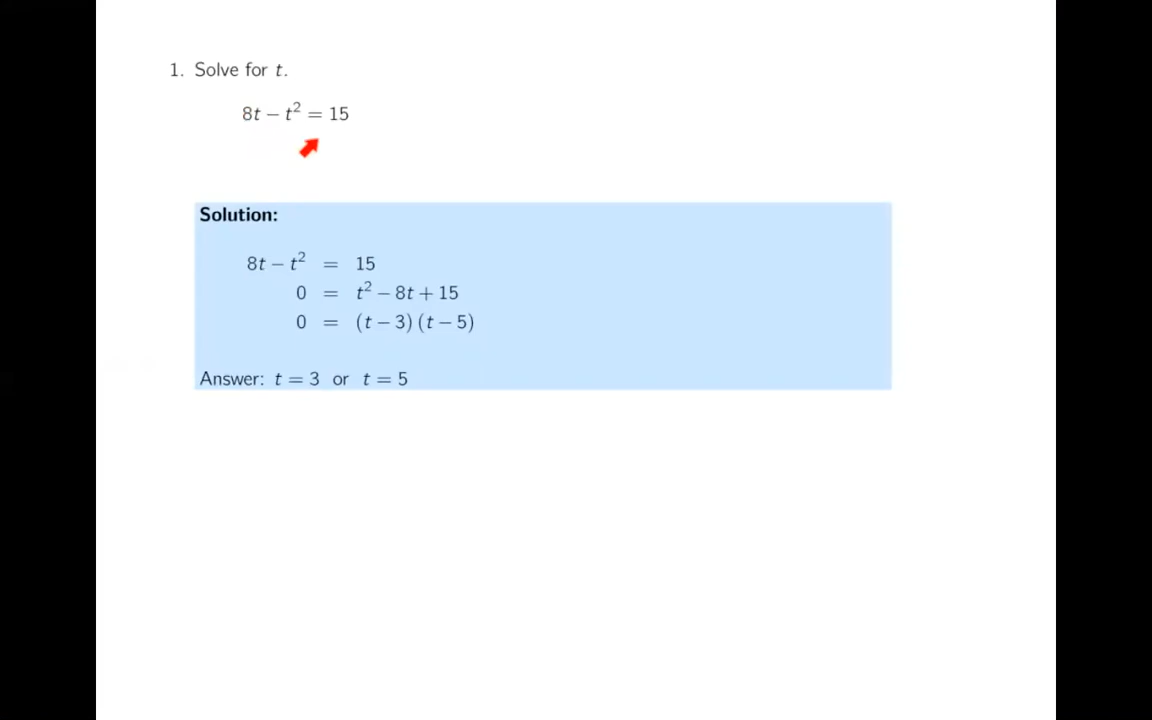 1. Solve for t.
8t − t² = 15
Solution:
8t − t² = 15
0 = t² − 8t + 15
0 = (t − 3) (t − 5)
Answer: t = 3 or t = 5